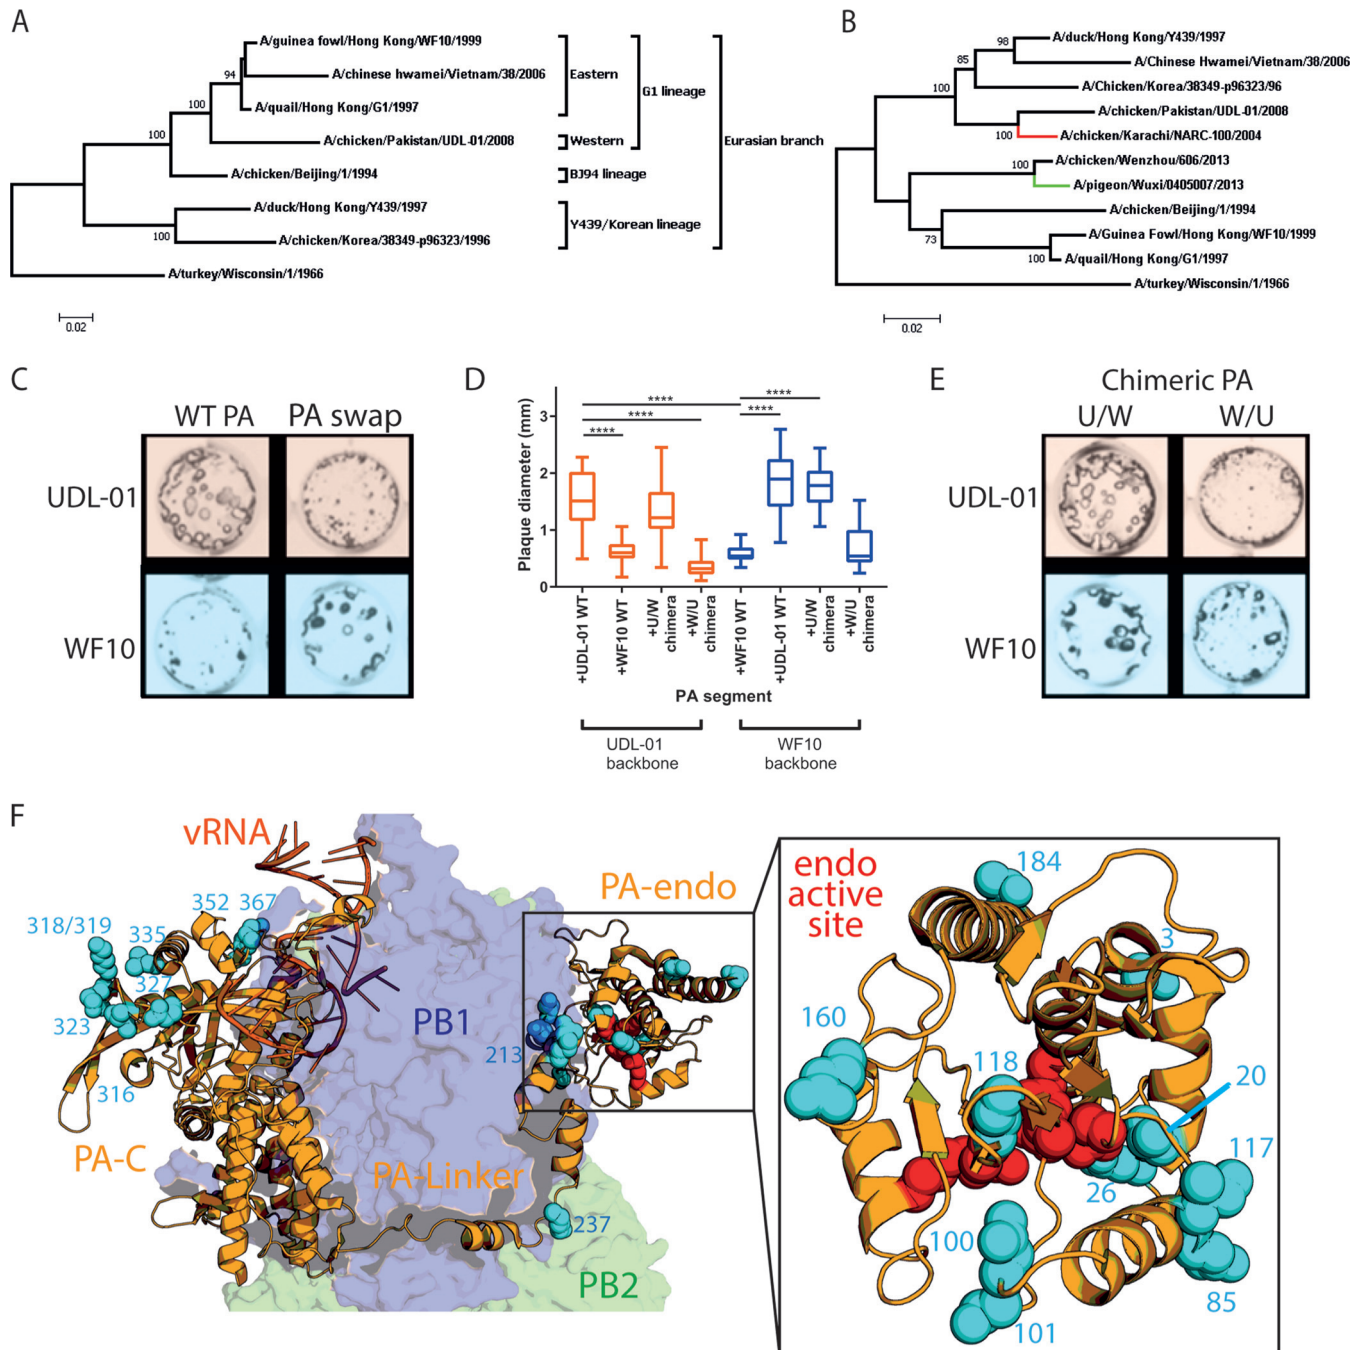 A
A/guinea fowl/Hong Kong/WF10/1999
94
A/chinese hwamei/Vietnam/38/2006
Eastern
100
A/quail/Hong Kong/G1/1997
G1 lineage
100
A/chicken/Pakistan/UDL-01/2008
Western
Eurasian branch
A/chicken/Beijing/1/1994
BJ94 lineage
A/duck/Hong Kong/Y439/1997
Y439/Korean lineage
100
A/chicken/Korea/38349-p96323/1996
A/turkey/Wisconsin/1/1966
0.02
B
98
A/duck/Hong Kong/Y439/1997
85
A/Chinese Hwamei/Vietnam/38/2006
100
A/Chicken/Korea/38349-p96323/96
A/chicken/Pakistan/UDL-01/2008
100
A/chicken/Karachi/NARC-100/2004
A/chicken/Wenzhou/606/2013
100
A/pigeon/Wuxi/0405007/2013
A/chicken/Beijing/1/1994
73
A/Guinea Fowl/Hong Kong/WF10/1999
100
A/quail/Hong Kong/G1/1997
A/turkey/Wisconsin/1/1966
0.02
C
WT PA PA swap
UDL-01
WF10
D
Plaque diameter (mm)
3
2
1
0
****
****
****
****
****
+UDL-01 WT
+WF10 WT
+U/W
chimera
+W/U
chimera
+WF10 WT
+UDL-01 WT
+U/W
chimera
+W/U
chimera
PA segment
UDL-01
backbone
WF10
backbone
E
Chimeric PA
U/W W/U
UDL-01
WF10
F
vRNA
318/319
335
352
367
327
323
316
PA-C
PB1
PA-Linker
PB2
213
237
PA-endo
endo
active
site
184
3
160
118
20
117
26
100
101
85